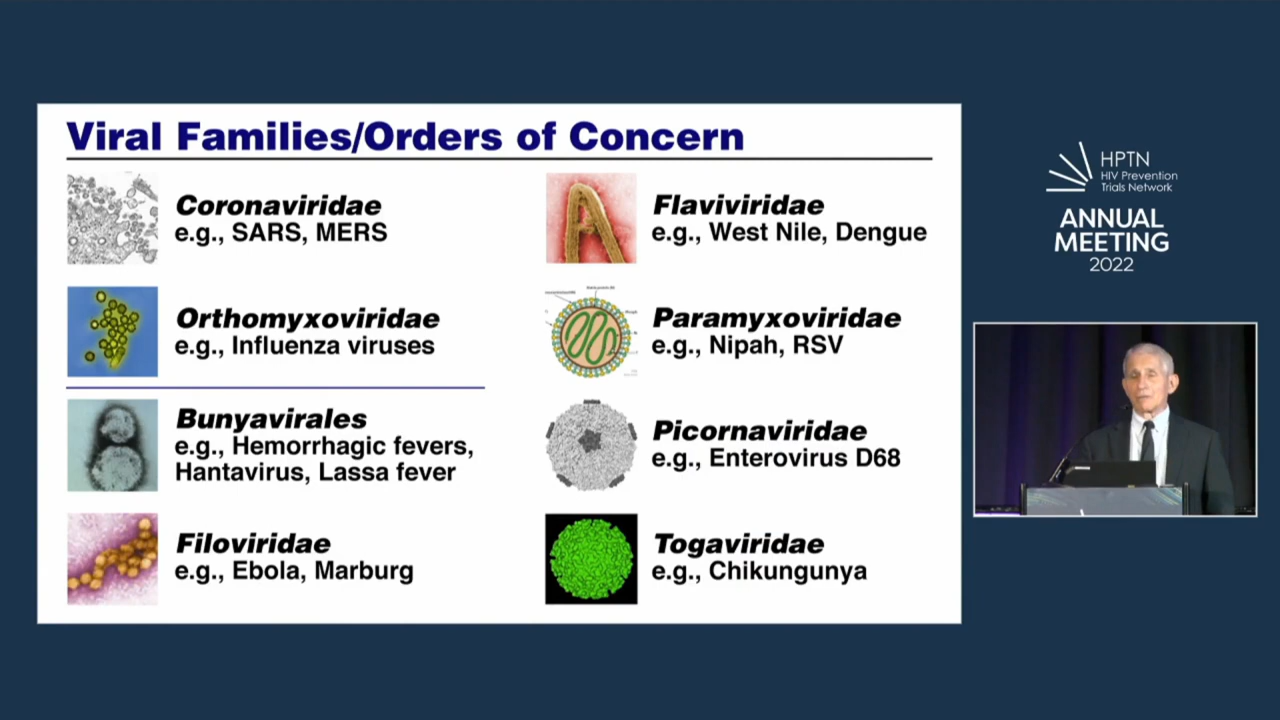 Viral Families/Orders of Concern
Coronaviridae
e.g., SARS, MERS
Orthomyxoviridae
e.g., Influenza viruses
Bunyavirales
e.g., Hemorrhagic fevers,
Hantavirus, Lassa fever
Filoviridae
e.g., Ebola, Marburg
Flaviviridae
e.g., West Nile, Dengue
Paramyxoviridae
e.g., Nipah, RSV
Picornaviridae
e.g., Enterovirus D68
Togaviridae
e.g., Chikungunya
HPTN
HIV Prevention
Trials Network
ANNUAL
MEETING
2022